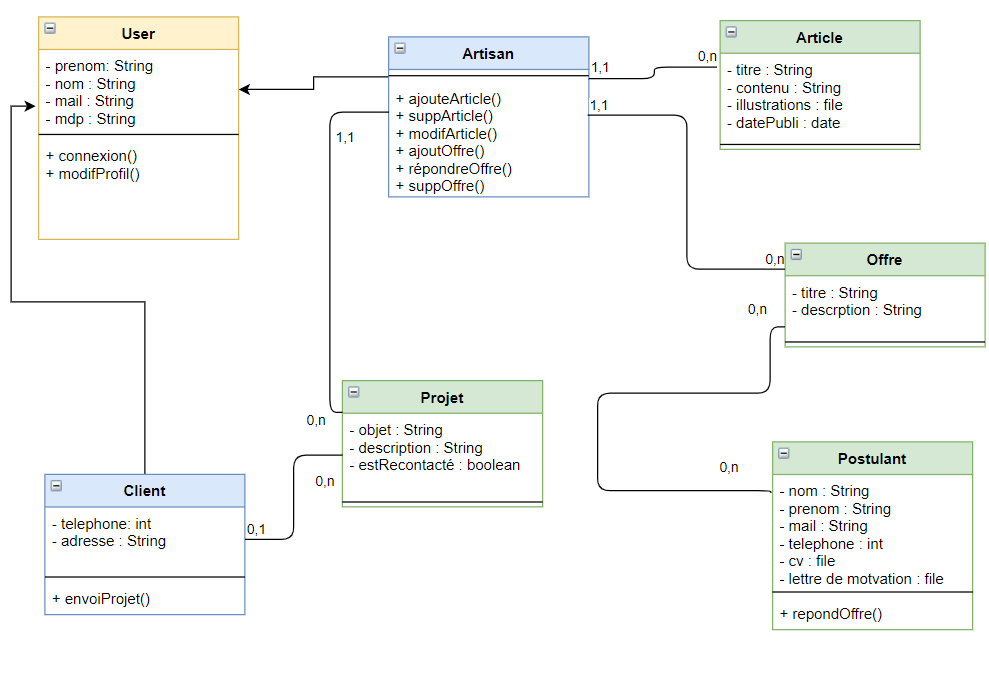 User
- prenom: String
- nom : String
- mail : String
- mdp : String
+ connexion()
+ modifProfil()
Artisan
+ ajouteArticle()
+ suppArticle()
+ modifArticle()
+ ajoutOffre()
+ répondreOffre()
+ suppOffre()
1,1
0,n
1,1
1,1
Article
- titre : String
- contenu : String
- illustrations : file
- datePubli : date
0,n
Offre
- titre : String
- descrption : String
0,n
Projet
- objet : String
- description : String
- estRecontacté : boolean
0,n
0,n
Client
- telephone: int
- adresse : String
+ envoiProjet()
0,1
0,n
Postulant
- nom : String
- prenom : String
- mail : String
- telephone : int
- cv : file
- lettre de motvation : file
+ repondOffre()